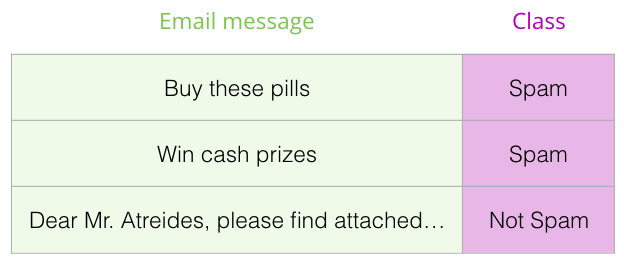 Email message Class
Buy these pills Spam
Win cash prizes Spam
Dear Mr. Atreides, please find attached… Not Spam